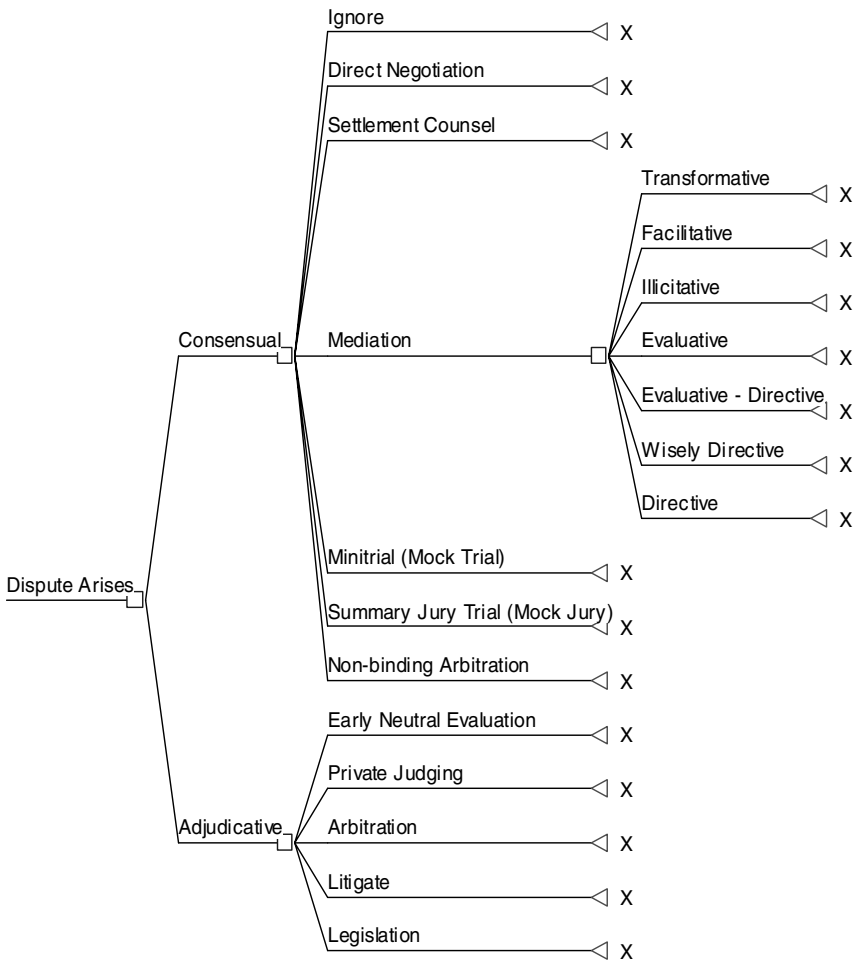 Ignore
X
Direct Negotiation
X
Settlement Counsel
X
Transformative
X
Facilitative
X
Illicitative
X
Consensual
Mediation
Evaluative
X
Evaluative - Directive
X
Wisely Directive
X
Directive
X
Minitrial (Mock Trial)
X
Dispute Arises
Summary Jury Trial (Mock Jury)
X
Non-binding Arbitration
X
Early Neutral Evaluation
X
Private Judging
X
Adjudicative
Arbitration
X
Litigate
X
Legislation
X